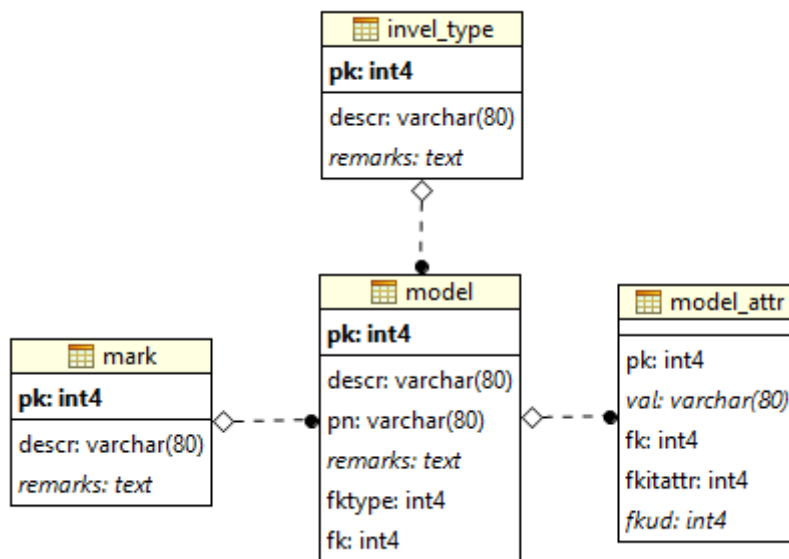 invel_type
pk: int4
descr: varchar(80)
remarks: text
model
pk: int4
descr: varchar(80)
pn: varchar(80)
remarks: text
fktype: int4
fk: int4
mark
pk: int4
descr: varchar(80)
remarks: text
model_attr
pk: int4
val: varchar(80)
fk: int4
fkitattr: int4
fkud: int4